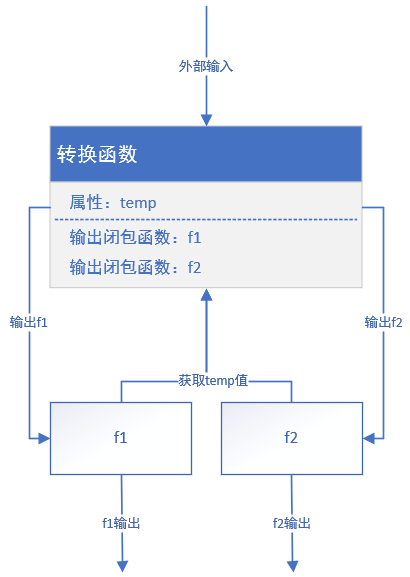 外部输入
转换函数
属性：temp
输出闭包函数：f1
输出闭包函数：f2
输出f1
输出f2
获取temp值
f1
f2
f1输出
f2输出